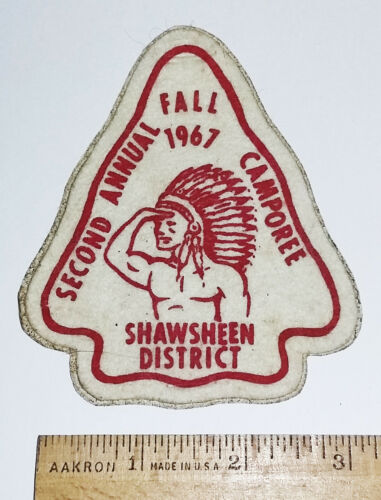 SECOND ANNUAL
FALL
1967
CAMPOREE
SHAWSHEEN
DISTRICT
AAKRON 1 MADE IN U.S.A 2 3